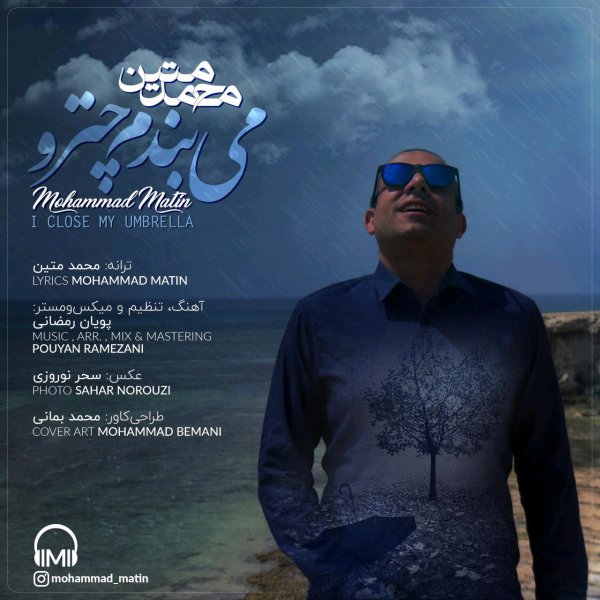 محمد متین
می بندم چترو
Mohammad Matin
I CLOSE MY UMBRELLA
ترانه: محمد متین
LYRICS MOHAMMAD MATIN
آهنگ، تنظیم و میکس‌ومستر:
پویان رمضانی
MUSIC , ARR. , MIX & MASTERING
POUYAN RAMEZANI
عکس: سحر نوروزی
PHOTO SAHAR NOROUZI
طراحی‌کاور: محمد بمانی
COVER ART MOHAMMAD BEMANI
IMI
mohammad_matin